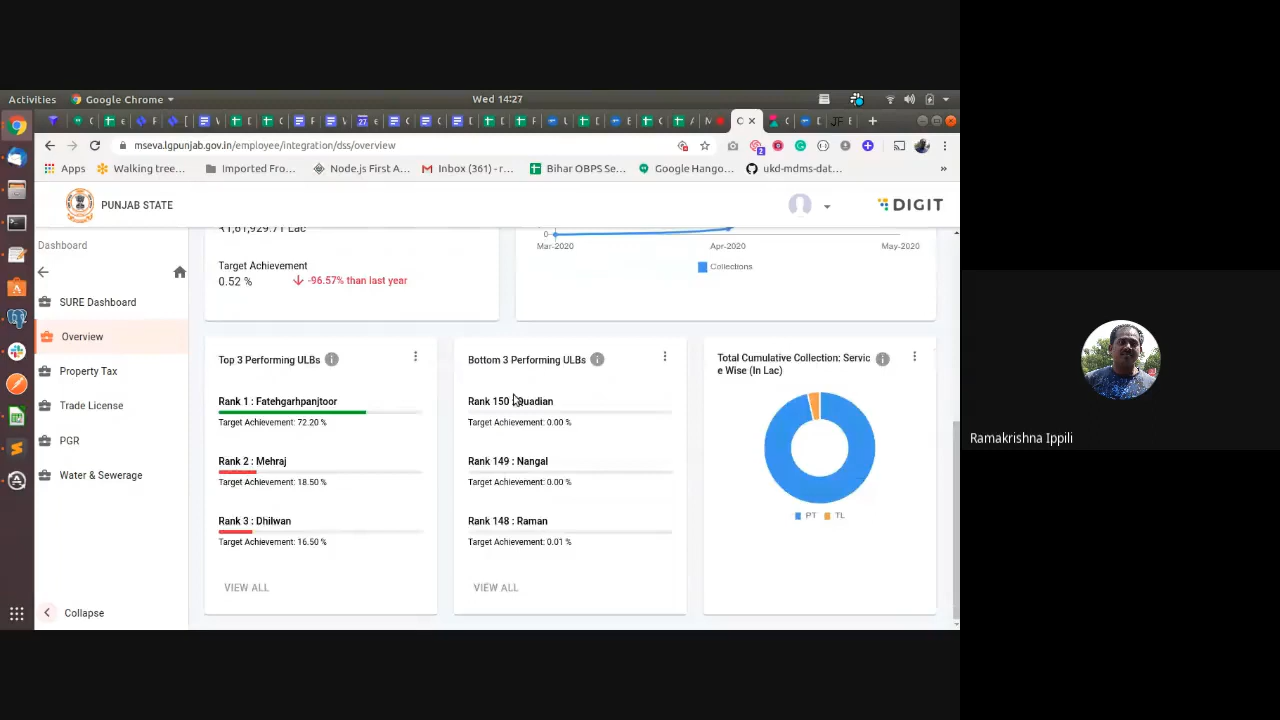 Activities Google Chrome Wed 14:27
mseva.lgpunjab.gov.in/employee/integration/dss/overview
Apps Walking tree... Imported Fro... Node.js First A... Inbox (361) - r... Bihar OBPS Se... Google Hango... ukd-mdms-dat... »
PUNJAB STATE DIGIT
Dashboard
SURE Dashboard
Overview
Property Tax
Trade License
PGR
Water & Sewerage
Collapse
₹1,61,929.71 Lac
Target Achievement
0.52 % -96.57% than last year
0
Mar-2020 Apr-2020 May-2020
Collections
Top 3 Performing ULBs
Rank 1 : Fatehgarhpanjtoor
Target Achievement: 72.20 %
Rank 2 : Mehraj
Target Achievement: 18.50 %
Rank 3 : Dhilwan
Target Achievement: 16.50 %
VIEW ALL
Bottom 3 Performing ULBs
Rank 150
Target Achievement: 0.00 %
Rank 149 : Nangal
Target Achievement: 0.00 %
Rank 148 : Raman
Target Achievement: 0.01 %
VIEW ALL
Total Cumulative Collection: Servic
e Wise (In Lac)
PT TL
Ramakrishna Ippili